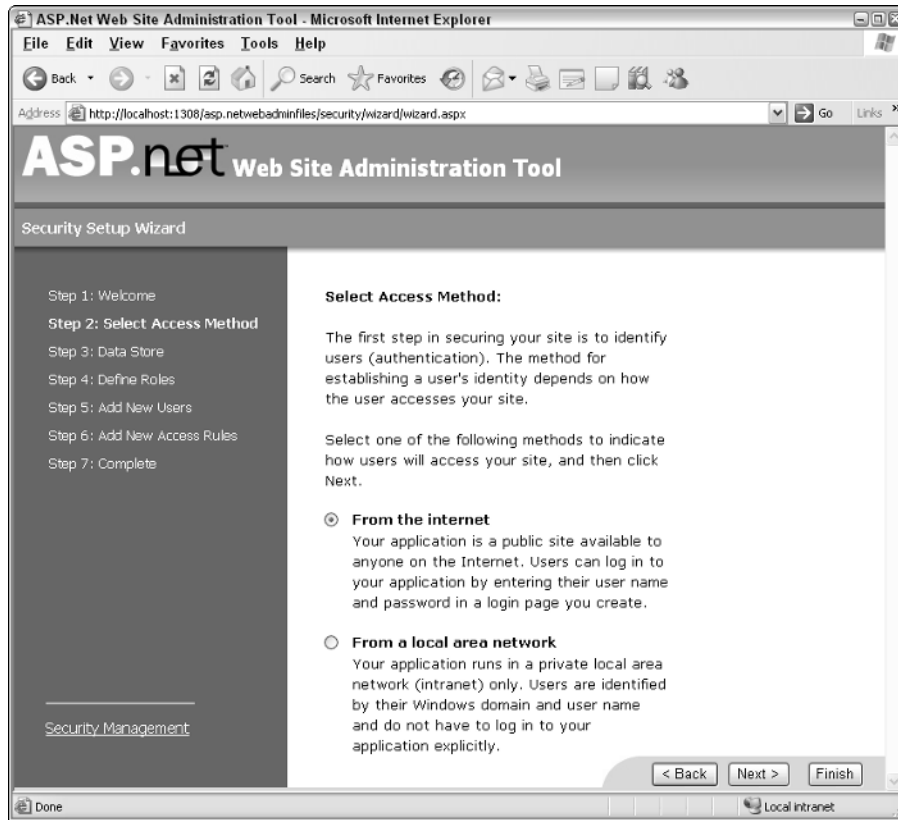 ASP.Net Web Site Administration Tool - Microsoft Internet Explorer
File Edit View Favorites Tools Help
Back Search Favorites
Address http://localhost:1308/asp.netwebadminfiles/security/wizard/wizard.aspx Go Links »
ASP.net Web Site Administration Tool
Security Setup Wizard
Step 1: Welcome
Step 2: Select Access Method
Step 3: Data Store
Step 4: Define Roles
Step 5: Add New Users
Step 6: Add New Access Rules
Step 7: Complete
Security Management
Select Access Method:
The first step in securing your site is to identify
users (authentication). The method for
establishing a user's identity depends on how
the user accesses your site.
Select one of the following methods to indicate
how users will access your site, and then click
Next.
From the internet
Your application is a public site available to
anyone on the Internet. Users can log in to
your application by entering their user name
and password in a login page you create.
From a local area network
Your application runs in a private local area
network (intranet) only. Users are identified
by their Windows domain and user name
and do not have to log in to your
application explicitly.
< Back Next > Finish
Done Local intranet